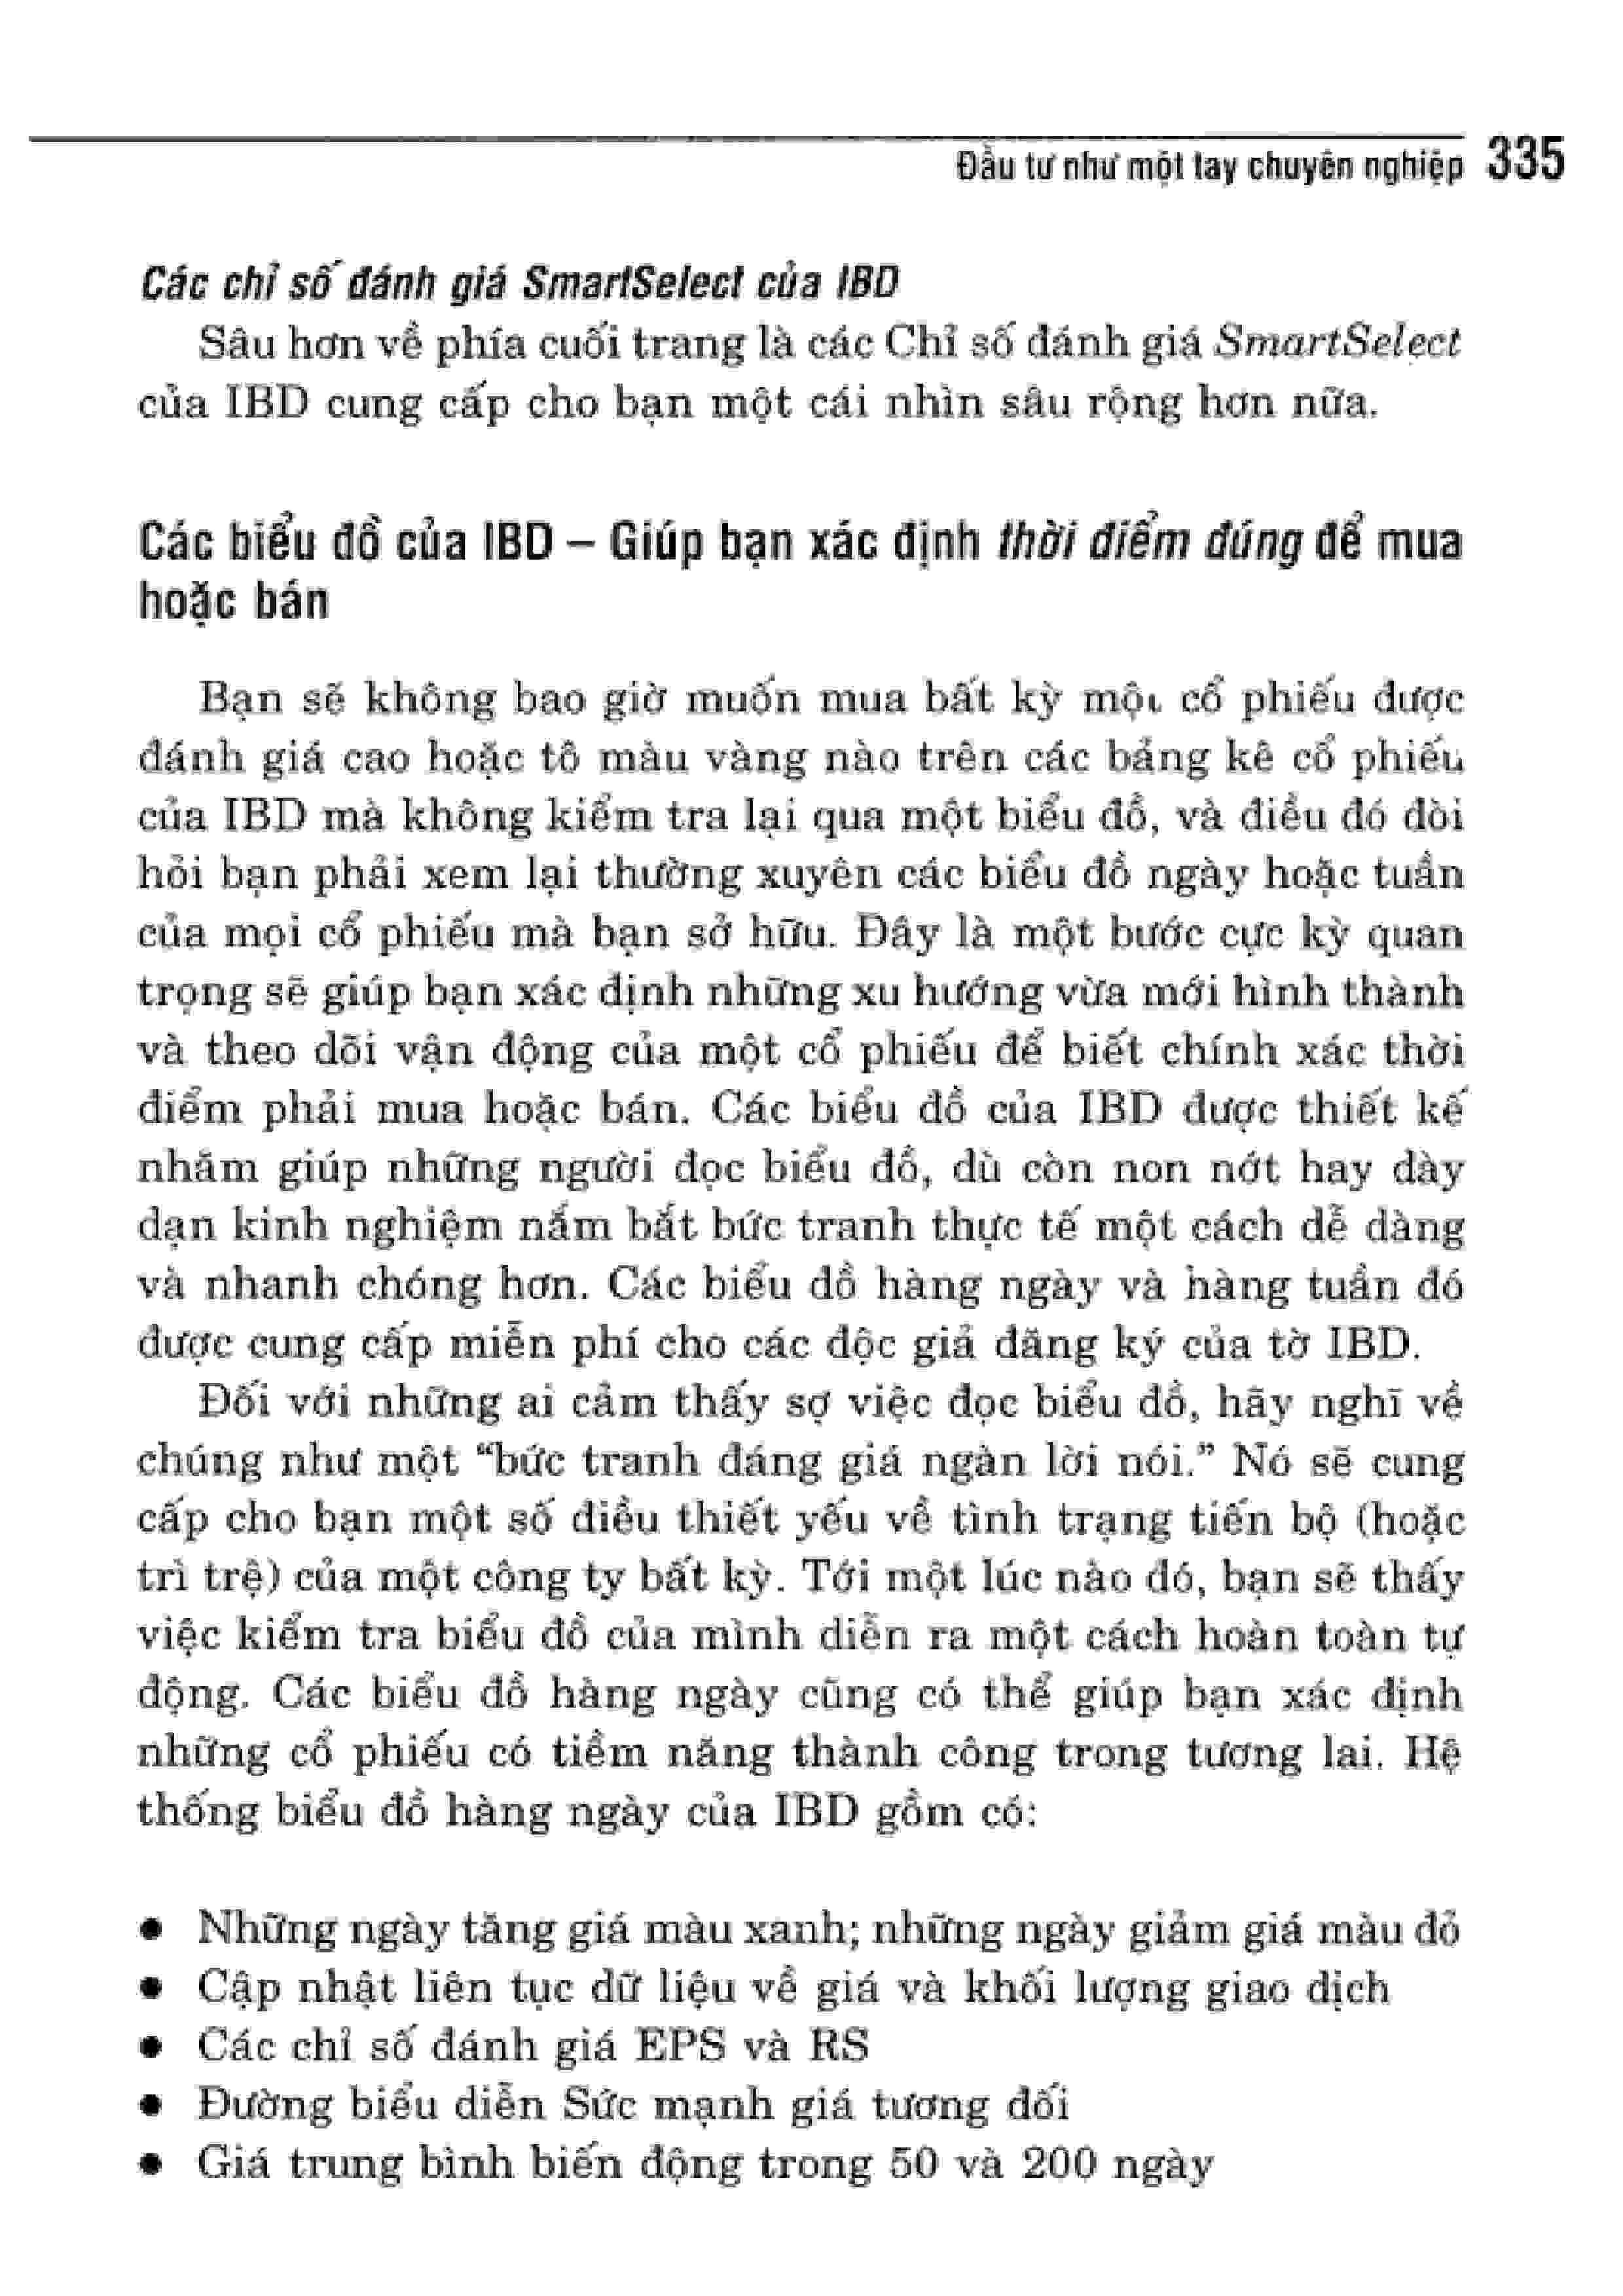 Đầu tư như một tay chuyên nghiệp 335
Các chỉ số đánh giá SmartSelect của IBD
Sâu hơn về phía cuối trang là các Chỉ số đánh giá SmartSelect
của IBD cung cấp cho bạn một cái nhìn sâu rộng hơn nữa.
Các biểu đồ của IBD – Giúp bạn xác định thời điểm đúng để mua
hoặc bán
Bạn sẽ không bao giờ muốn mua bất kỳ một cổ phiếu được
đánh giá cao hoặc tô màu vàng nào trên các bảng kê cổ phiếu
của IBD mà không kiểm tra lại qua một biểu đồ, và điều đó đòi
hỏi bạn phải xem lại thường xuyên các biểu đồ ngày hoặc tuần
của mọi cổ phiếu mà bạn sở hữu. Đây là một bước cực kỳ quan
trọng sẽ giúp bạn xác định những xu hướng vừa mới hình thành
và theo dõi vận động của một cổ phiếu để biết chính xác thời
điểm phải mua hoặc bán. Các biểu đồ của IBD được thiết kế
nhằm giúp những người đọc biểu đồ, dù còn non nớt hay dày
dạn kinh nghiệm nắm bắt bức tranh thực tế một cách dễ dàng
và nhanh chóng hơn. Các biểu đồ hàng ngày và hàng tuần đó
được cung cấp miễn phí cho các độc giả đăng ký của tờ IBD.
Đối với những ai cảm thấy sợ việc đọc biểu đồ, hãy nghĩ về
chúng như một “bức tranh đáng giá ngàn lời nói.” Nó sẽ cung
cấp cho bạn một số điều thiết yếu về tình trạng tiến bộ (hoặc
trì trệ) của một công ty bất kỳ. Tới một lúc nào đó, bạn sẽ thấy
việc kiểm tra biểu đồ của mình diễn ra một cách hoàn toàn tự
động. Các biểu đồ hàng ngày cũng có thể giúp bạn xác định
những cổ phiếu có tiềm năng thành công trong tương lai. Hệ
thống biểu đồ hàng ngày của IBD gồm có:
● Những ngày tăng giá màu xanh; những ngày giảm giá màu đỏ
● Cập nhật liên tục dữ liệu về giá và khối lượng giao dịch
● Các chỉ số đánh giá EPS và RS
● Đường biểu diễn Sức mạnh giá tương đối
● Giá trung bình biến động trong 50 và 200 ngày